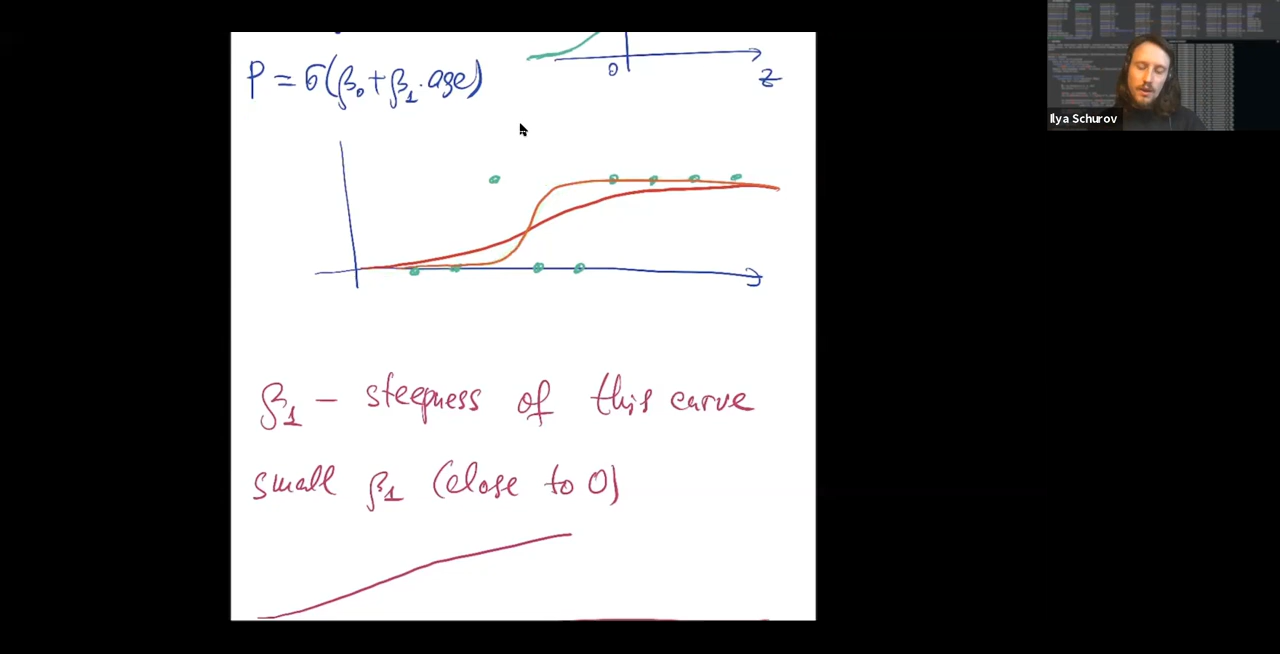 0
z
P = σ(β₀+β₁·age)
Ilya Schurov
β₁ – steepness of this curve
small β₁ (close to 0)